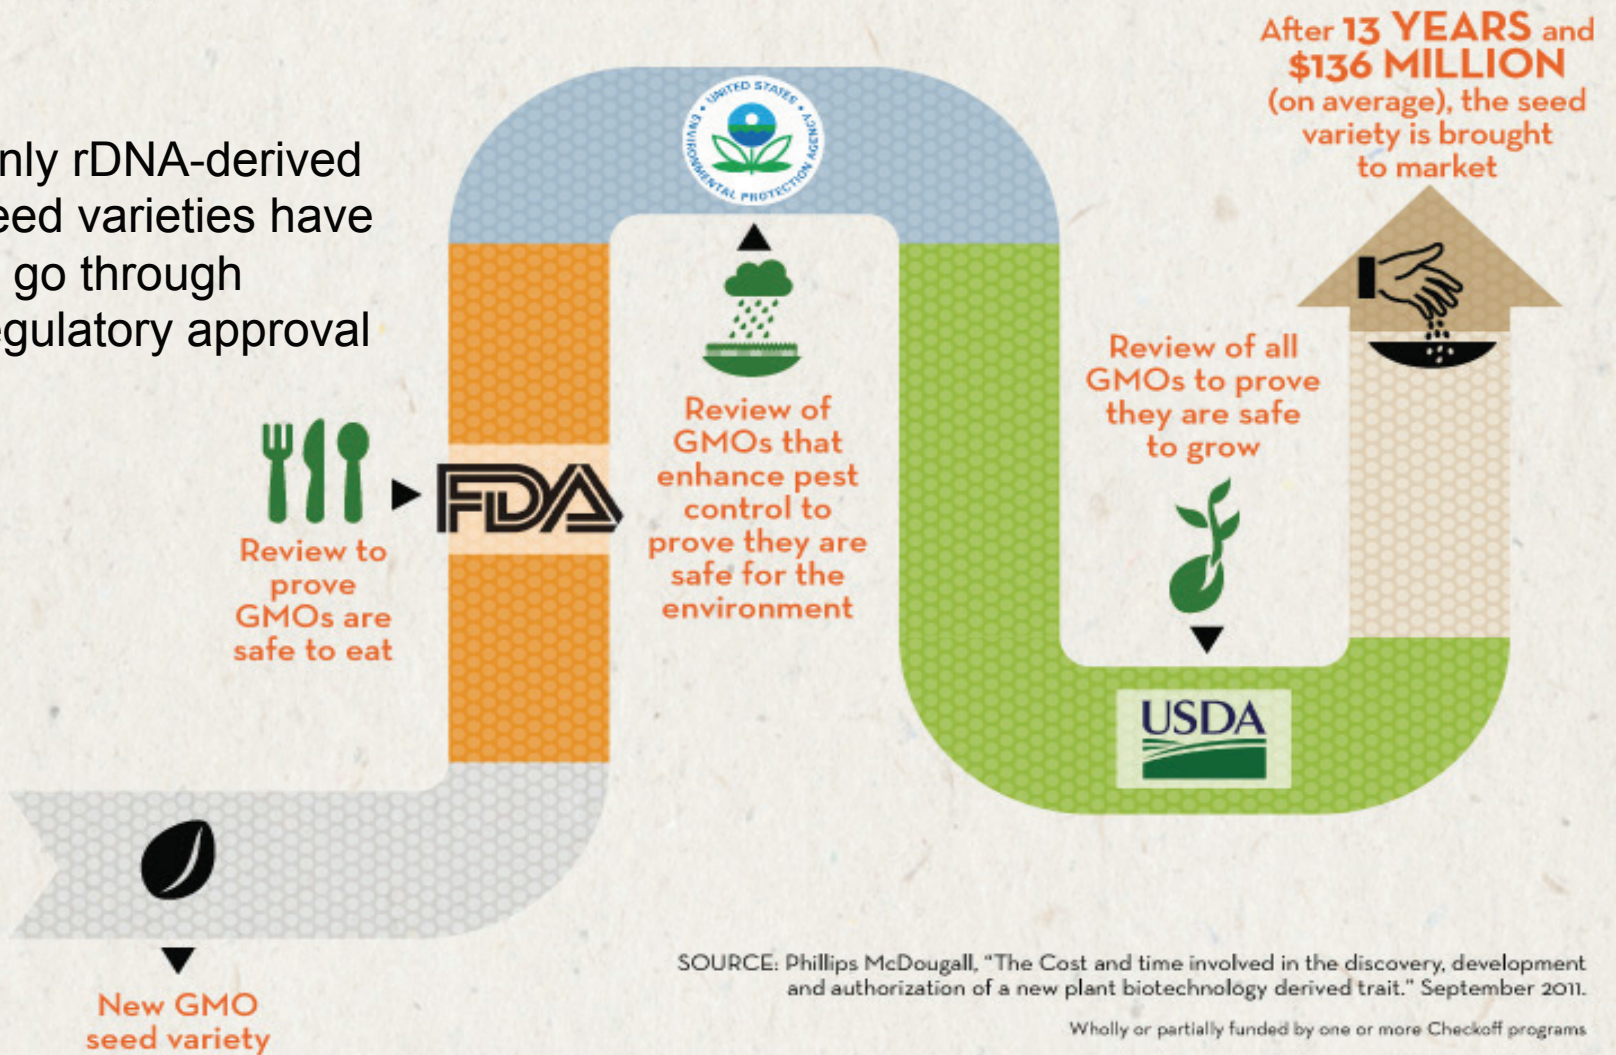 After 13 YEARS and
$136 MILLION
(on average), the seed
variety is brought
to market
nly rDNA-derived
eed varieties have
go through
egulatory approval
UNITED STATES
ENVIRONMENTAL PROTECTION AGENCY
FDA
Review to
prove
GMOs are
safe to eat
Review of
GMOs that
enhance pest
control to
prove they are
safe for the
environment
Review of all
GMOs to prove
they are safe
to grow
USDA
New GMO
seed variety
SOURCE: Phillips McDougall, “The Cost and time involved in the discovery, development
and authorization of a new plant biotechnology derived trait.” September 2011.
Wholly or partially funded by one or more Checkoff programs